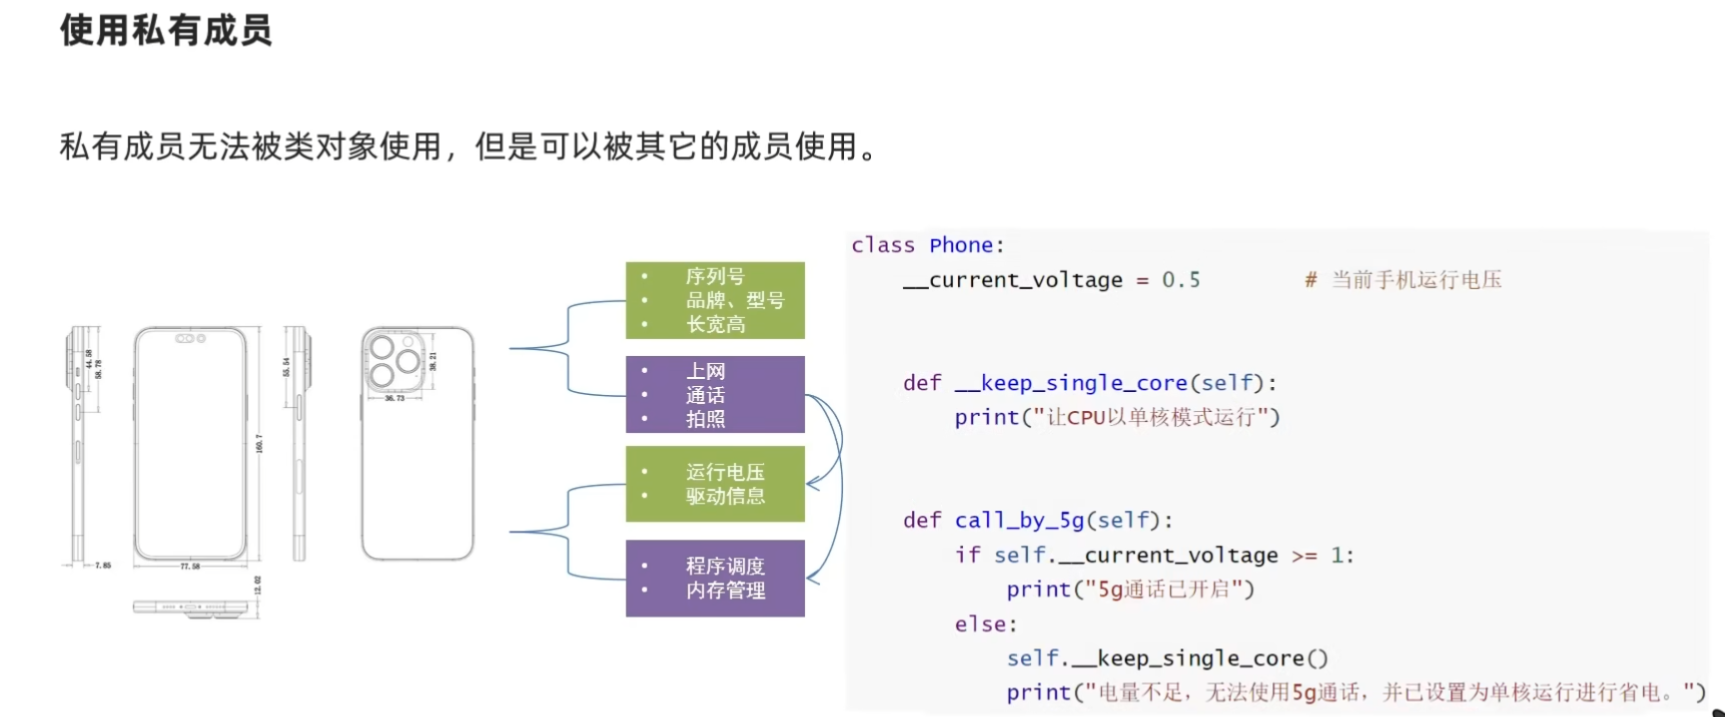 使用私有成员
私有成员无法被类对象使用，但是可以被其它的成员使用。
44.58
58.78
7.85
160.7
77.58
12.02
55.54
38.21
36.73
• 序列号
• 品牌、型号
• 长宽高
• 上网
• 通话
• 拍照
• 运行电压
• 驱动信息
• 程序调度
• 内存管理
class Phone:
    __current_voltage = 0.5        # 当前手机运行电压
    def __keep_single_core(self):
        print("让CPU以单核模式运行")
    def call_by_5g(self):
        if self.__current_voltage >= 1:
            print("5g通话已开启")
        else:
            self.__keep_single_core()
            print("电量不足，无法使用5g通话，并已设置为单核运行进行省电。")